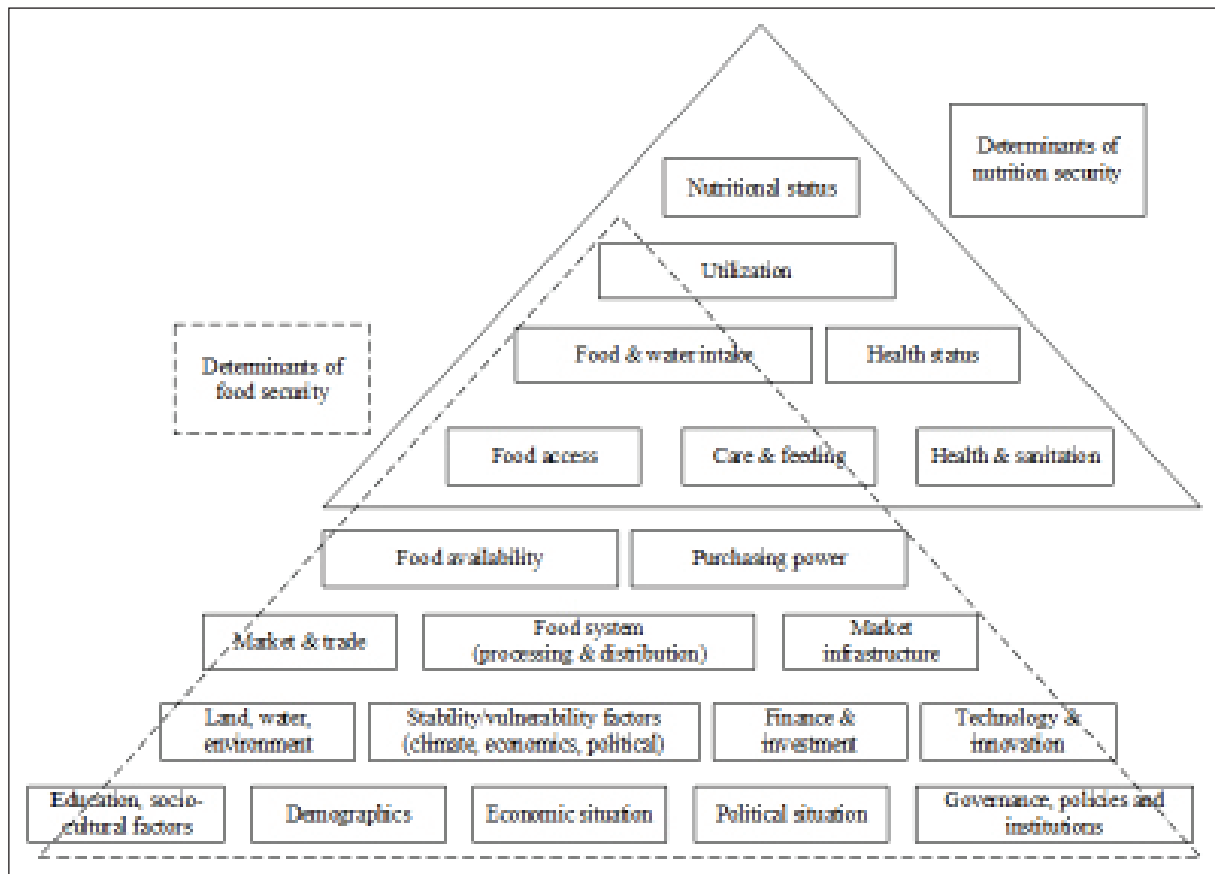 Determinants of
nutrition security
Nutritional status
Utilization
Food & water intake
Health status
Determinants of
food security
Food access
Care & feeding
Health & sanitation
Food availability
Purchasing power
Market & trade
Food system
(processing & distribution)
Market
infrastructure
Land, water,
environment
Stability/vulnerability factors
(climate, economics, political)
Finance &
investment
Technology &
innovation
Education, socio-
cultural factors
Demographics
Economic situation
Political situation
Governance, policies and
institutions